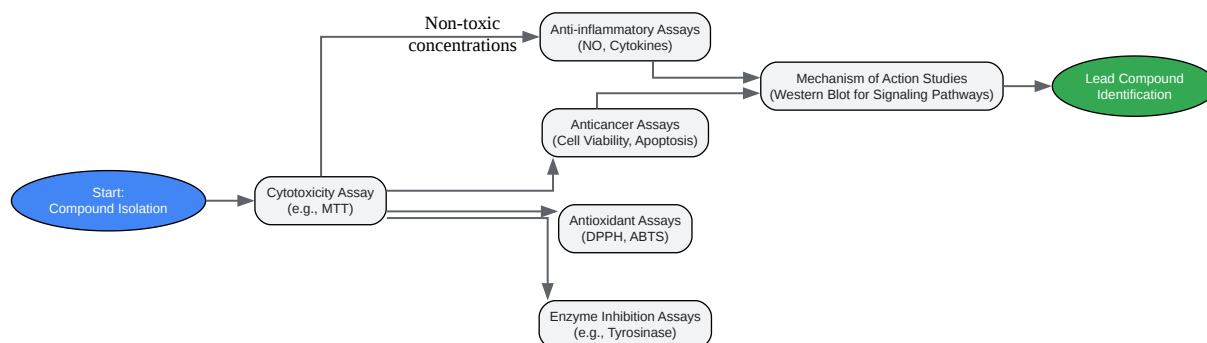 Start:
Compound Isolation
Cytotoxicity Assay
(e.g., MTT)
Non-toxic
concentrations
Anti-inflammatory Assays
(NO, Cytokines)
Anticancer Assays
(Cell Viability, Apoptosis)
Antioxidant Assays
(DPPH, ABTS)
Enzyme Inhibition Assays
(e.g., Tyrosinase)
Mechanism of Action Studies
(Western Blot for Signaling Pathways)
Lead Compound
Identification